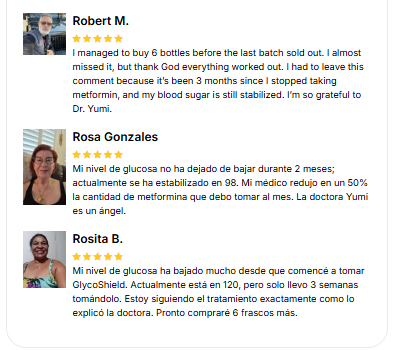 Robert M.
I managed to buy 6 bottles before the last batch sold out. I almost
missed it, but thank God everything worked out. I had to leave this
comment because it's been 3 months since I stopped taking
metformin, and my blood sugar is still stabilized. I'm so grateful to
Dr. Yumi.
Rosa Gonzales
Mi nivel de glucosa no ha dejado de bajar durante 2 meses;
actualmente se ha estabilizado en 98. Mi médico redujo en un 50%
la cantidad de metformina que debo tomar al mes. La doctora Yumi
es un ángel.
Rosita B.
Mi nivel de glucosa ha bajado mucho desde que comencé a tomar
GlycoShield. Actualmente está en 120, pero solo llevo 3 semanas
tomándolo. Estoy siguiendo el tratamiento exactamente como lo
explicó la doctora. Pronto compraré 6 frascos más.